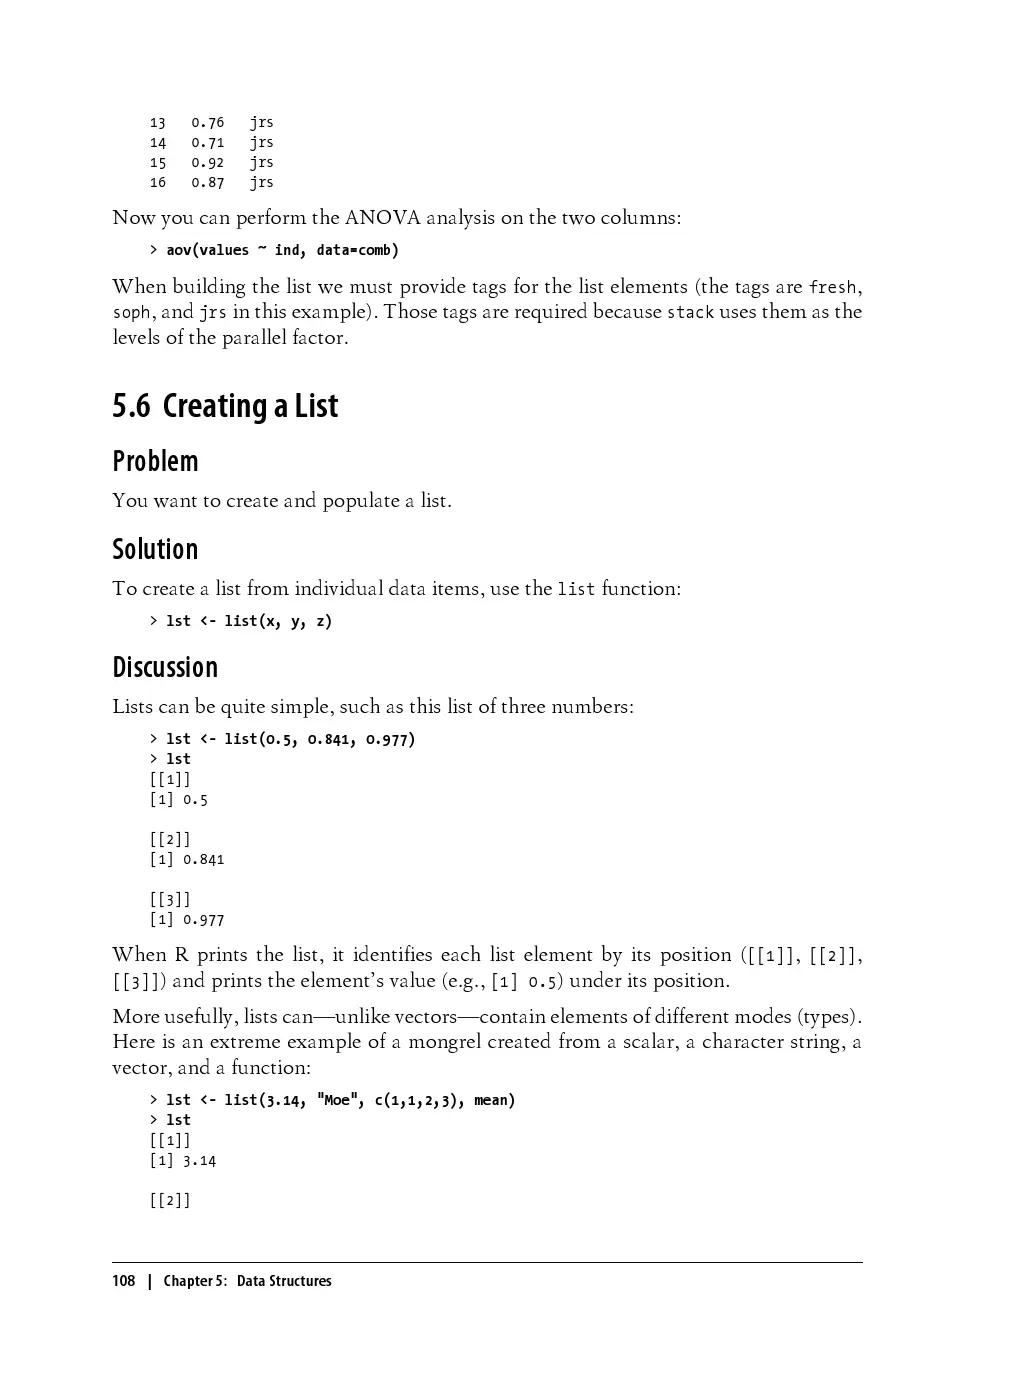 13   0.76   jrs
14   0.71   jrs
15   0.92   jrs
16   0.87   jrs
Now you can perform the ANOVA analysis on the two columns:
> aov(values ~ ind, data=comb)
When building the list we must provide tags for the list elements (the tags are fresh,
soph, and jrs in this example). Those tags are required because stack uses them as the
levels of the parallel factor.
5.6 Creating a List
Problem
You want to create and populate a list.
Solution
To create a list from individual data items, use the list function:
> lst <- list(x, y, z)
Discussion
Lists can be quite simple, such as this list of three numbers:
> lst <- list(0.5, 0.841, 0.977)
> lst
[[1]]
[1] 0.5
[[2]]
[1] 0.841
[[3]]
[1] 0.977
When R prints the list, it identifies each list element by its position ([[1]], [[2]],
[[3]]) and prints the element’s value (e.g., [1] 0.5) under its position.
More usefully, lists can—unlike vectors—contain elements of different modes (types).
Here is an extreme example of a mongrel created from a scalar, a character string, a
vector, and a function:
> lst <- list(3.14, "Moe", c(1,1,2,3), mean)
> lst
[[1]]
[1] 3.14
[[2]]
108 | Chapter 5: Data Structures